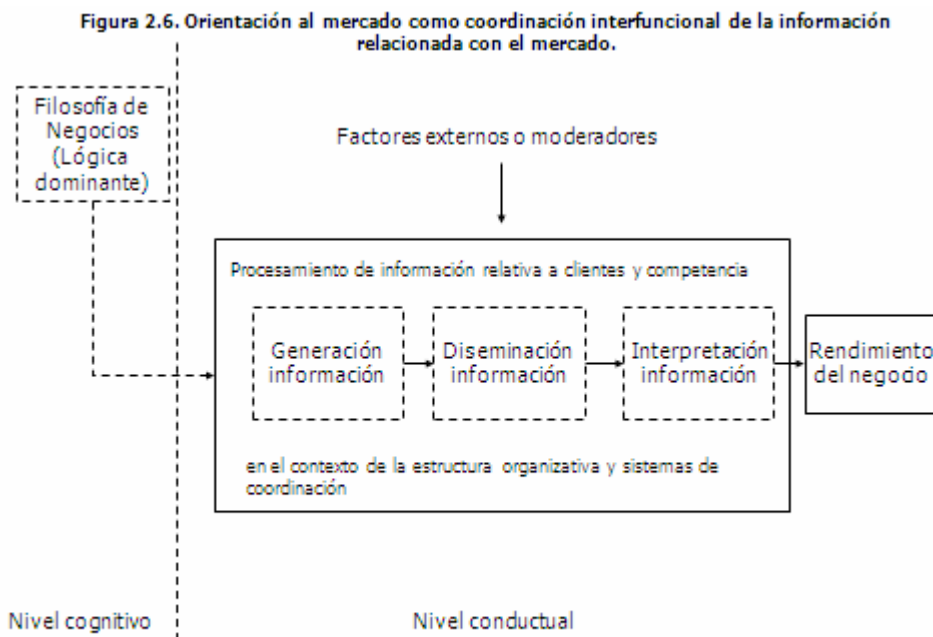 Figura 2.6. Orientación al mercado como coordinación interfuncional de la información
relacionada con el mercado.
Filosofía de
Negocios
(Lógica
dominante)
Factores externos o moderadores
Procesamiento de información relativa a clientes y competencia
Generación
información
Diseminación
información
Interpretación
información
Rendimiento
del negocio
en el contexto de la estructura organizativa y sistemas de
coordinación
Nivel cognitivo
Nivel conductual